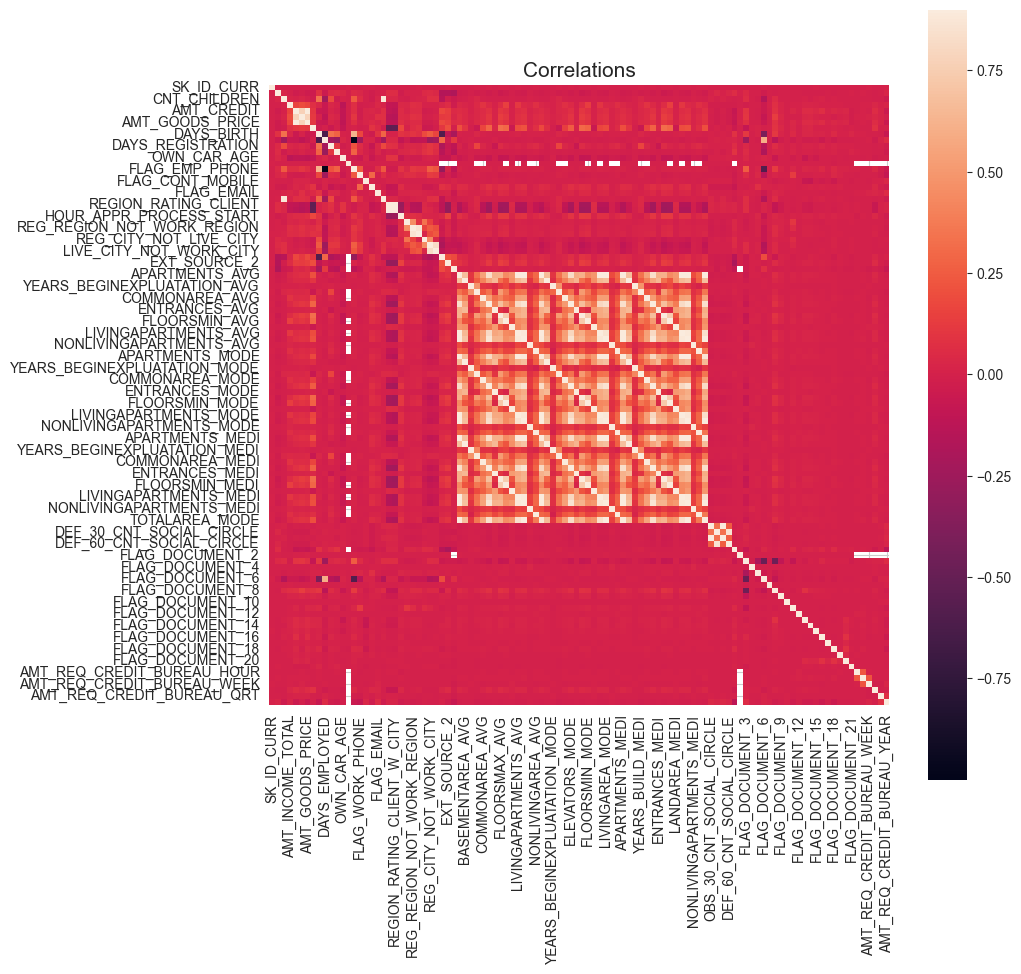 Correlations
SK_ID_CURR
CNT_CHILDREN
AMT_CREDIT
AMT_GOODS_PRICE
DAYS_BIRTH
DAYS_REGISTRATION
OWN_CAR_AGE
FLAG_EMP_PHONE
FLAG_CONT_MOBILE
FLAG_EMAIL
REGION_RATING_CLIENT
HOUR_APPR_PROCESS_START
REG_REGION_NOT_WORK_REGION
REG_CITY_NOT_LIVE_CITY
LIVE_CITY_NOT_WORK_CITY
EXT_SOURCE_2
APARTMENTS_AVG
YEARS_BEGINEXPLUATATION_AVG
COMMONAREA_AVG
ENTRANCES_AVG
FLOORSMIN_AVG
LIVINGAPARTMENTS_AVG
NONLIVINGAPARTMENTS_AVG
APARTMENTS_MODE
YEARS_BEGINEXPLUATATION_MODE
COMMONAREA_MODE
ENTRANCES_MODE
FLOORSMIN_MODE
LIVINGAPARTMENTS_MODE
NONLIVINGAPARTMENTS_MODE
APARTMENTS_MEDI
YEARS_BEGINEXPLUATATION_MEDI
COMMONAREA_MEDI
ENTRANCES_MEDI
FLOORSMIN_MEDI
LIVINGAPARTMENTS_MEDI
NONLIVINGAPARTMENTS_MEDI
TOTALAREA_MODE
DEF_30_CNT_SOCIAL_CIRCLE
DEF_60_CNT_SOCIAL_CIRCLE
FLAG_DOCUMENT_2
FLAG_DOCUMENT_4
FLAG_DOCUMENT_6
FLAG_DOCUMENT_8
FLAG_DOCUMENT_10
FLAG_DOCUMENT_12
FLAG_DOCUMENT_14
FLAG_DOCUMENT_16
FLAG_DOCUMENT_18
FLAG_DOCUMENT_20
AMT_REQ_CREDIT_BUREAU_HOUR
AMT_REQ_CREDIT_BUREAU_WEEK
AMT_REQ_CREDIT_BUREAU_QRT
SK_ID_CURR
AMT_INCOME_TOTAL
AMT_GOODS_PRICE
DAYS_EMPLOYED
OWN_CAR_AGE
FLAG_WORK_PHONE
FLAG_EMAIL
REGION_RATING_CLIENT_W_CITY
REG_REGION_NOT_WORK_REGION
REG_CITY_NOT_WORK_CITY
EXT_SOURCE_2
BASEMENTAREA_AVG
COMMONAREA_AVG
FLOORSMAX_AVG
LIVINGAPARTMENTS_AVG
NONLIVINGAREA_AVG
YEARS_BEGINEXPLUATATION_MODE
ELEVATORS_MODE
FLOORSMIN_MODE
LIVINGAREA_MODE
APARTMENTS_MEDI
YEARS_BUILD_MEDI
ENTRANCES_MEDI
LANDAREA_MEDI
NONLIVINGAPARTMENTS_MEDI
OBS_30_CNT_SOCIAL_CIRCLE
DEF_60_CNT_SOCIAL_CIRCLE
FLAG_DOCUMENT_3
FLAG_DOCUMENT_6
FLAG_DOCUMENT_9
FLAG_DOCUMENT_12
FLAG_DOCUMENT_15
FLAG_DOCUMENT_18
FLAG_DOCUMENT_21
AMT_REQ_CREDIT_BUREAU_WEEK
AMT_REQ_CREDIT_BUREAU_YEAR
0.75
0.50
0.25
0.00
−0.25
−0.50
−0.75